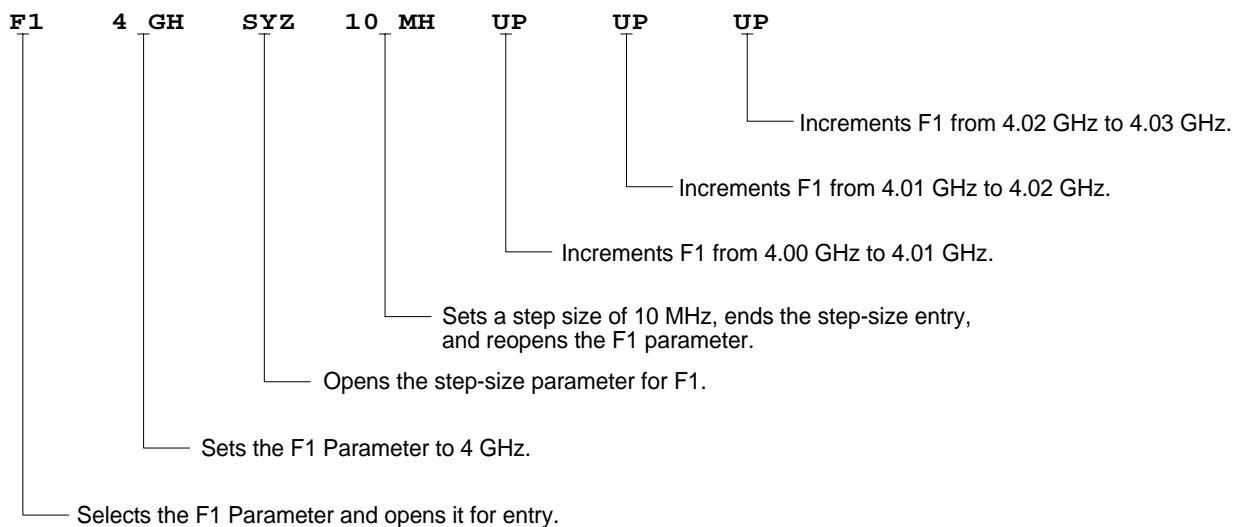 F1 4 GH SYZ 10 MH UP UP UP
Increments F1 from 4.02 GHz to 4.03 GHz.
Increments F1 from 4.01 GHz to 4.02 GHz.
Increments F1 from 4.00 GHz to 4.01 GHz.
Sets a step size of 10 MHz, ends the step-size entry,
and reopens the F1 parameter.
Opens the step-size parameter for F1.
Sets the F1 Parameter to 4 GHz.
Selects the F1 Parameter and opens it for entry.